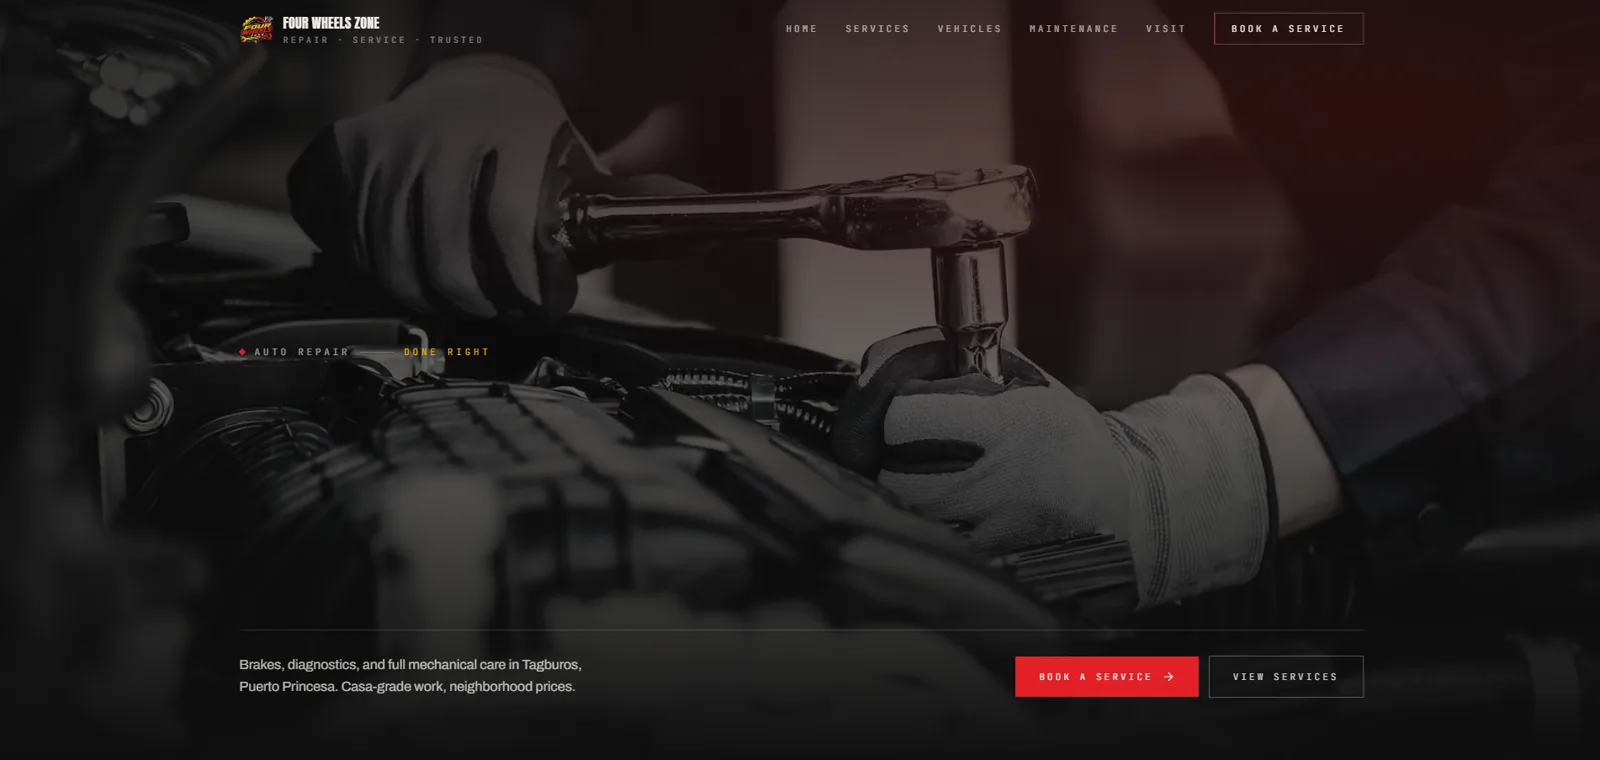 FOUR WHEELS ZONE
REPAIR · SERVICE · TRUSTED
HOME SERVICES VEHICLES MAINTENANCE VISIT BOOK A SERVICE
AUTO REPAIR DONE RIGHT
Brakes, diagnostics, and full mechanical care in Tagburos,
Puerto Princesa. Casa-grade work, neighborhood prices.
BOOK A SERVICE → VIEW SERVICES